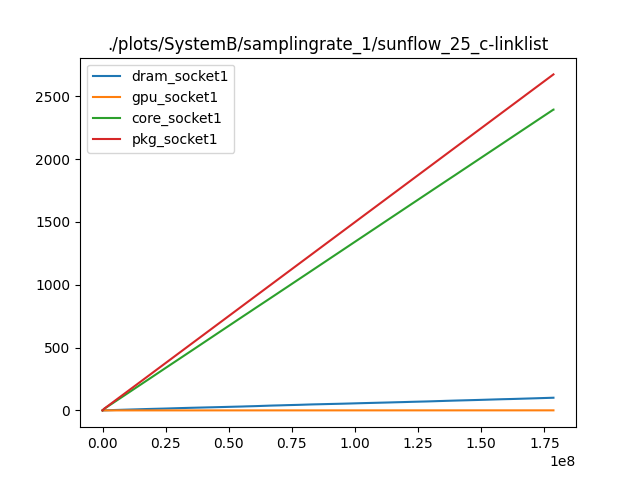 ./plots/SystemB/samplingrate_1/sunflow_25_c-linklist
dram_socket1
gpu_socket1
core_socket1
pkg_socket1
2500
2000
1500
1000
500
0
0.00 0.25 0.50 0.75 1.00 1.25 1.50 1.75
1e8